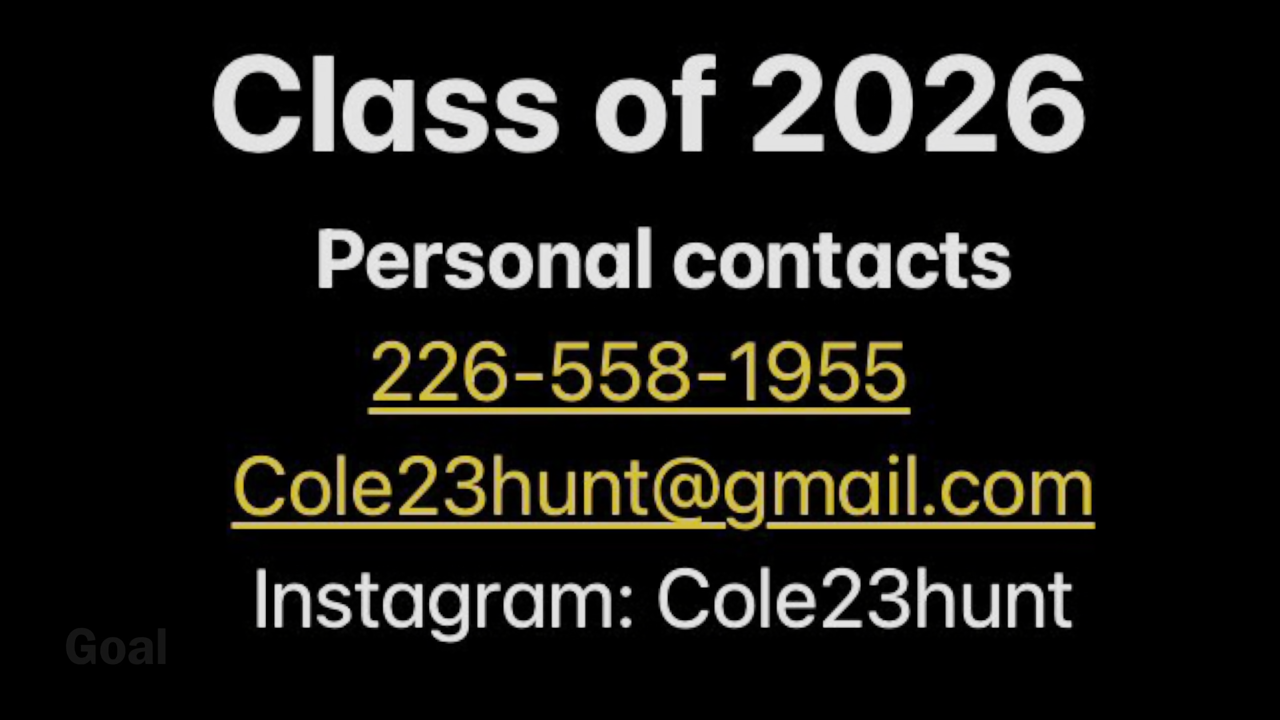 Class of 2026
Personal contacts
226-558-1955
Cole23hunt@gmail.com
Instagram: Cole23hunt
Goal